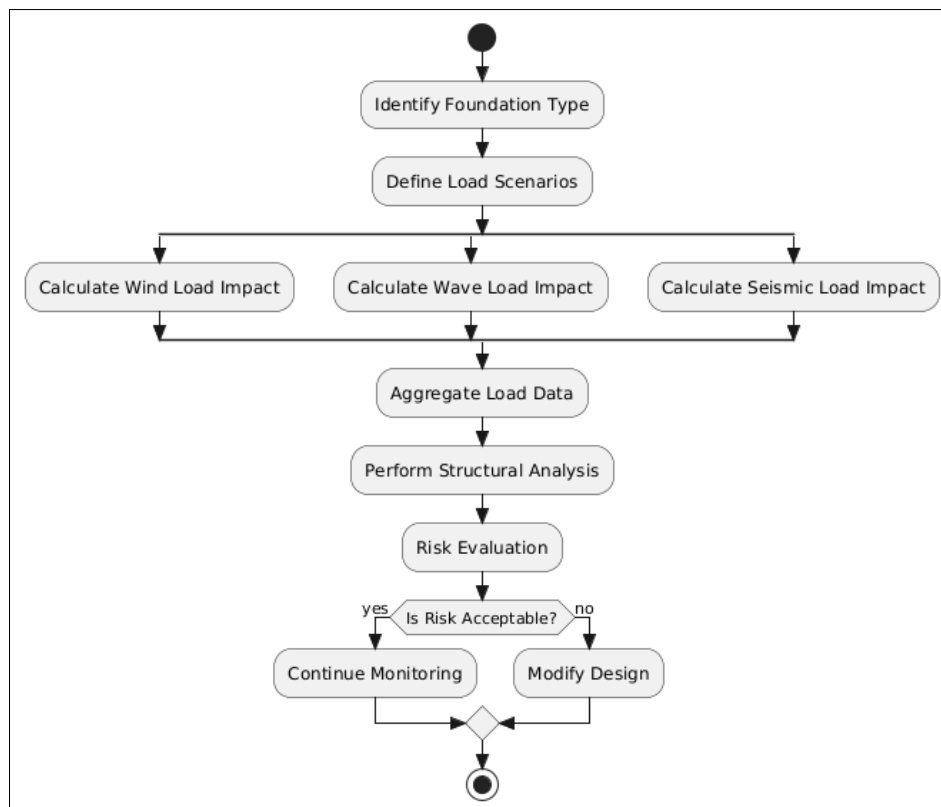 Identify Foundation Type
Define Load Scenarios
Calculate Wind Load Impact
Calculate Wave Load Impact
Calculate Seismic Load Impact
Aggregate Load Data
Perform Structural Analysis
Risk Evaluation
yes
Is Risk Acceptable?
no
Continue Monitoring
Modify Design